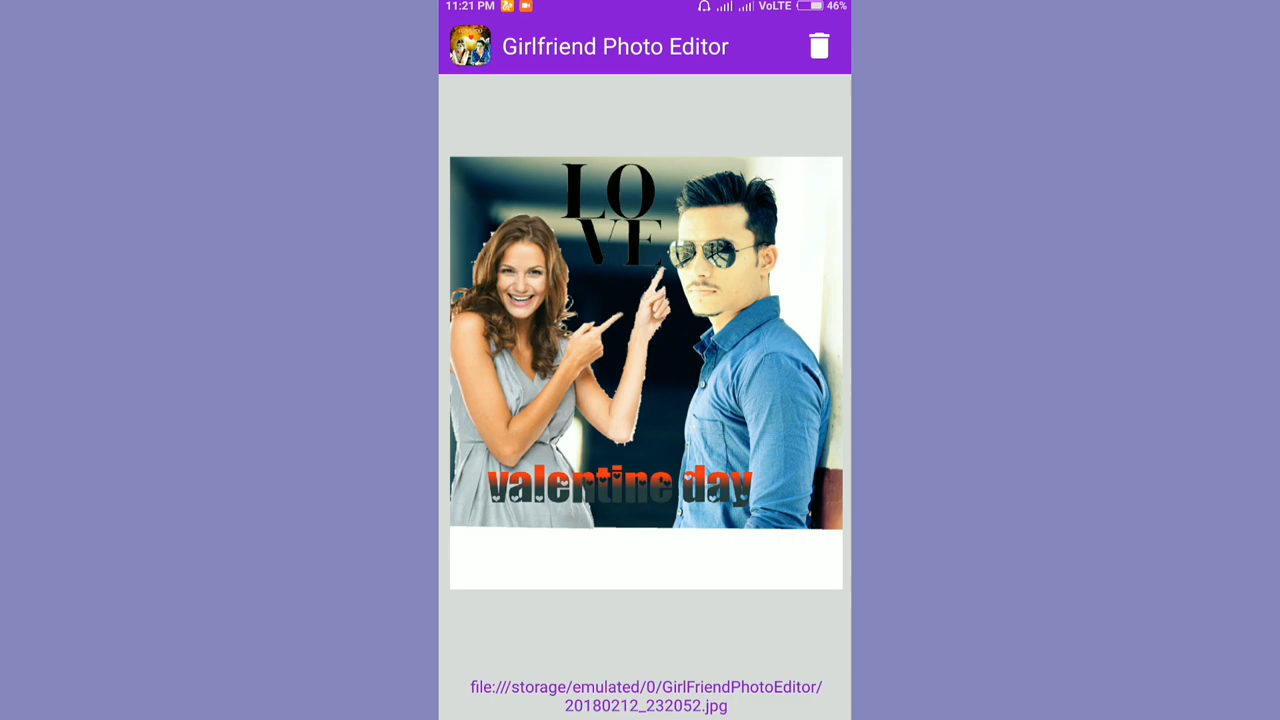 11:21 PM VoLTE 46%
Girlfriend Photo Editor
LO
VE
valentine day
file:///storage/emulated/0/GirlFriendPhotoEditor/
20180212_232052.jpg